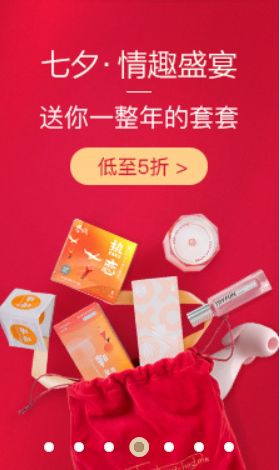 七夕·情趣盛宴
送你一整年的套套
低至5折 >
热
恋